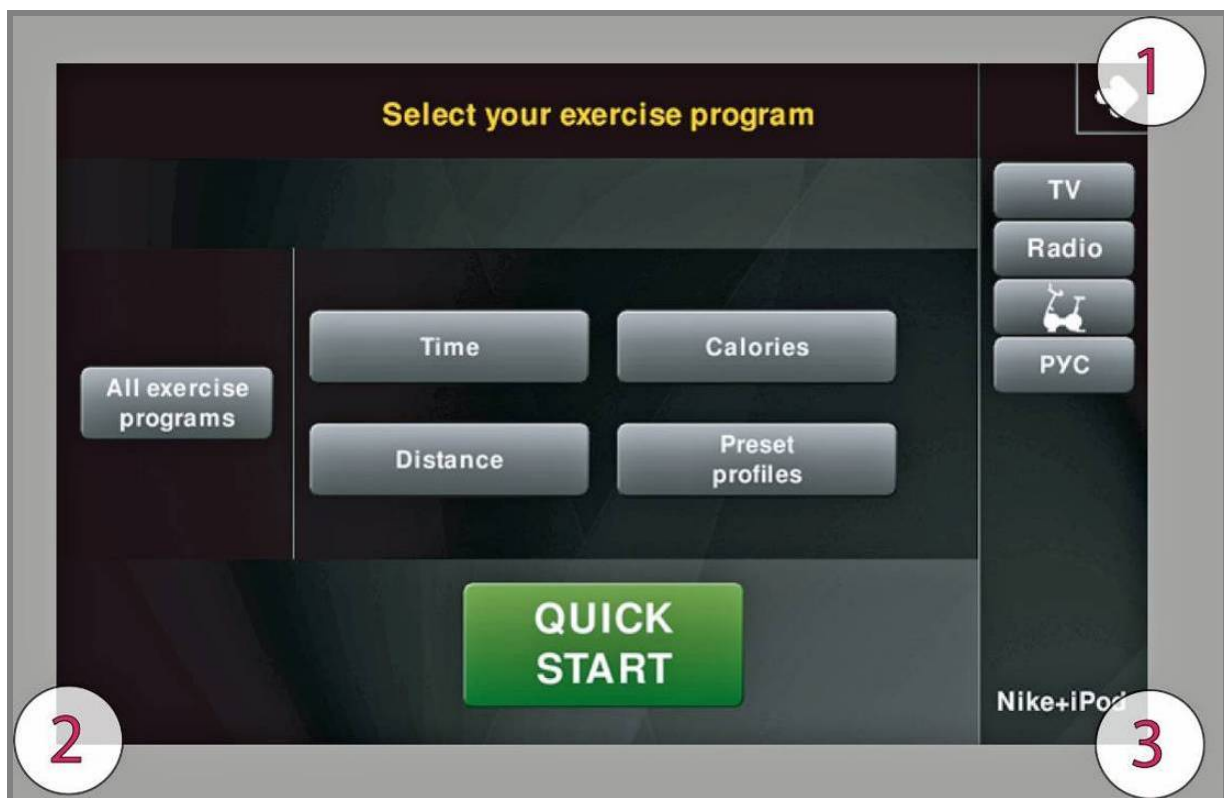 1
Select your exercise program
TV
Radio
РУС
Time
Calories
All exercise
programs
Distance
Preset
profiles
QUICK
START
Nike+iPod
2
3